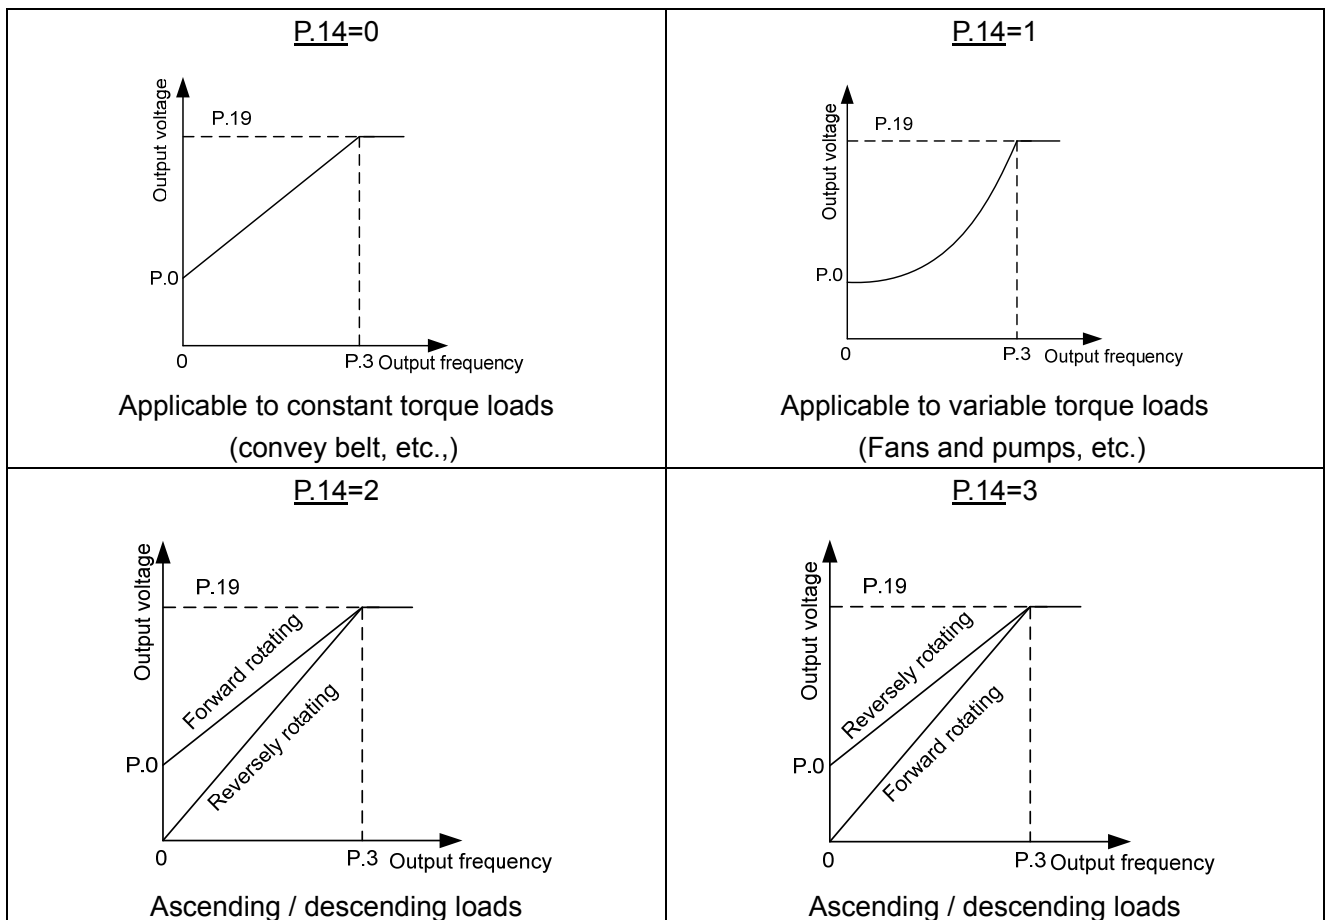 P.14=0
Output voltage
P.19
P.0
0
P.3 Output frequency
Applicable to constant torque loads
(convey belt, etc.,)
P.14=1
Output voltage
P.19
P.0
0
P.3 Output frequency
Applicable to variable torque loads
(Fans and pumps, etc.)
P.14=2
Output voltage
P.19
Forward rotating
Reversely rotating
P.0
0
P.3 Output frequency
Ascending / descending loads
P.14=3
Output voltage
P.19
Reversely rotating
Forward rotating
P.0
0
P.3 Output frequency
Ascending / descending loads